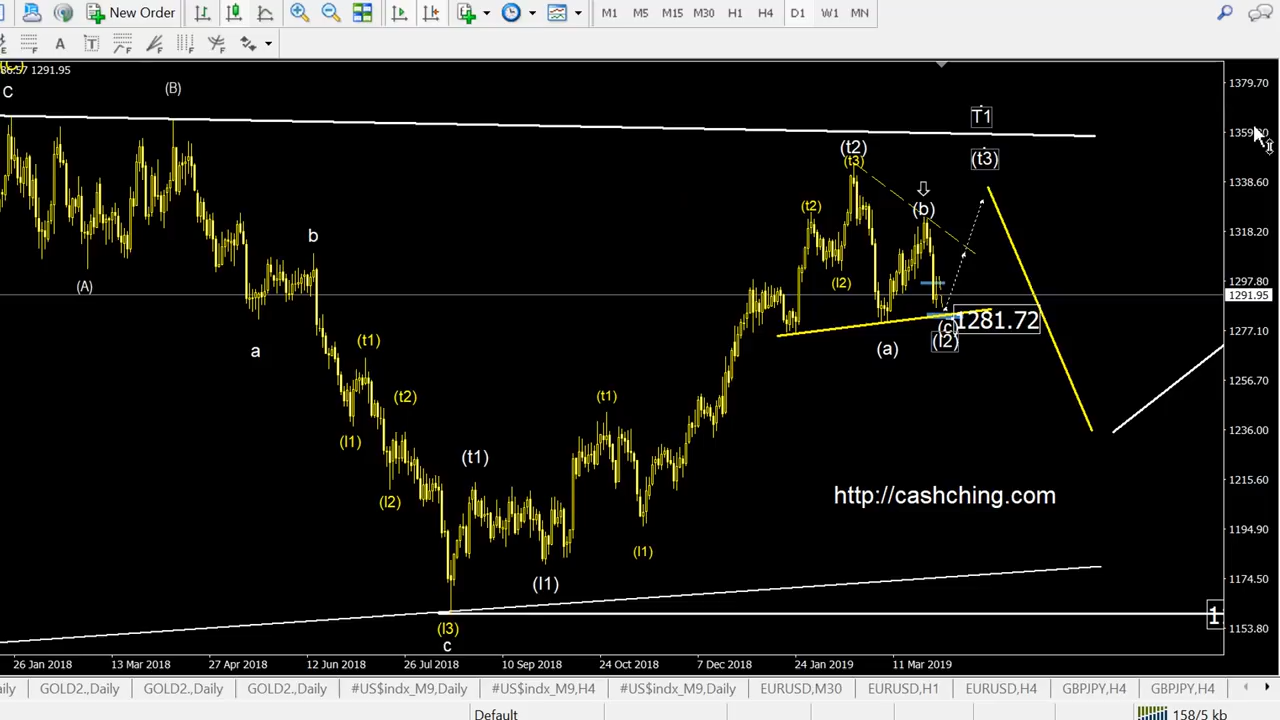 New Order
M1 M5 M15 M30 H1 H4 D1 W1 MN
A T E F F
1291.95
C
(B)
1379.70
T1
(t2)
(t3)
(t3)
1338.60
(t2)
(b)
b
1318.20
(A)
(l2)
1297.80
1291.95
1281.72
(c)
1277.10
(t1)
(l2)
a
(a)
1256.70
(t2)
(t1)
1236.00
(l1)
(t1)
1215.60
(l2)
http://cashching.com
1194.90
(l1)
(l1)
1174.50
1153.80
(l3)
c
26 Jan 2018 13 Mar 2018 27 Apr 2018 12 Jun 2018 26 Jul 2018 10 Sep 2018 24 Oct 2018 7 Dec 2018 24 Jan 2019 11 Mar 2019
GOLD2.,Daily GOLD2.,Daily GOLD2.,Daily #US$indx_M9,Daily #US$indx_M9,H4 #US$indx_M9,Daily EURUSD,M30 EURUSD,H1 EURUSD,H4 GBPJPY,H4 GBPJPY,H4
Default 158/5 kb